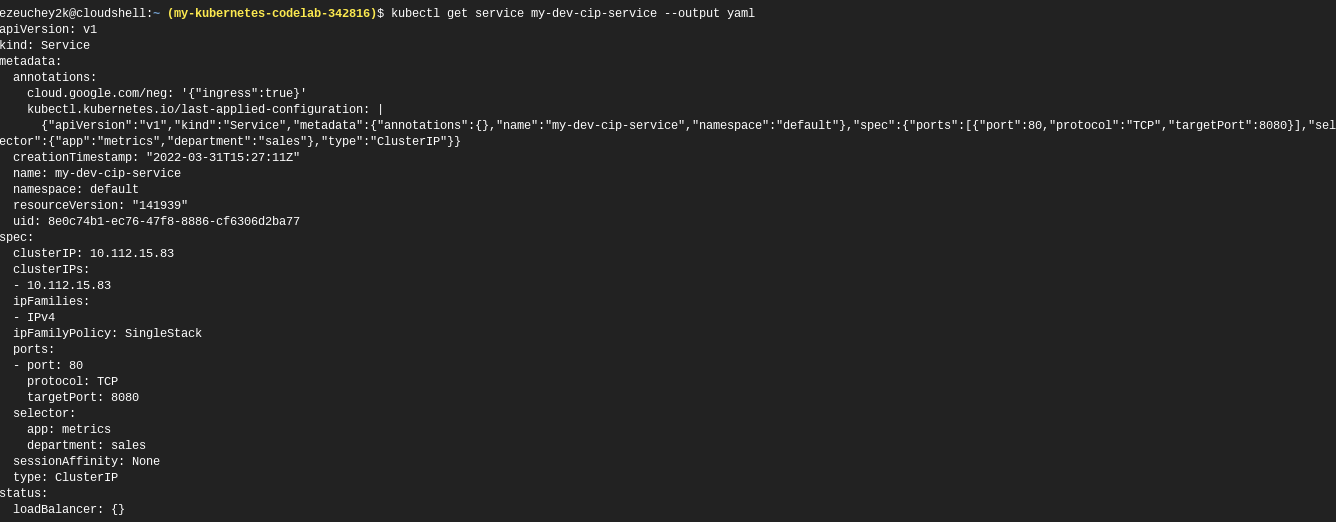 ezeuchey2k@cloudshell:~ (my-kubernetes-codelab-342816)$ kubectl get service my-dev-cip-service --output yaml
apiVersion: v1
kind: Service
metadata:
  annotations:
    cloud.google.com/neg: '{"ingress":true}'
    kubectl.kubernetes.io/last-applied-configuration: |
      {"apiVersion":"v1","kind":"Service","metadata":{"annotations":{},"name":"my-dev-cip-service","namespace":"default"},"spec":{"ports":[{"port":80,"protocol":"TCP","targetPort":8080}],"sel
ector":{"app":"metrics","department":"sales"},"type":"ClusterIP"}}
  creationTimestamp: "2022-03-31T15:27:11Z"
  name: my-dev-cip-service
  namespace: default
  resourceVersion: "141939"
  uid: 8e0c74b1-ec76-47f8-8886-cf6306d2ba77
spec:
  clusterIP: 10.112.15.83
  clusterIPs:
  - 10.112.15.83
  ipFamilies:
  - IPv4
  ipFamilyPolicy: SingleStack
  ports:
  - port: 80
    protocol: TCP
    targetPort: 8080
  selector:
    app: metrics
    department: sales
  sessionAffinity: None
  type: ClusterIP
status:
  loadBalancer: {}